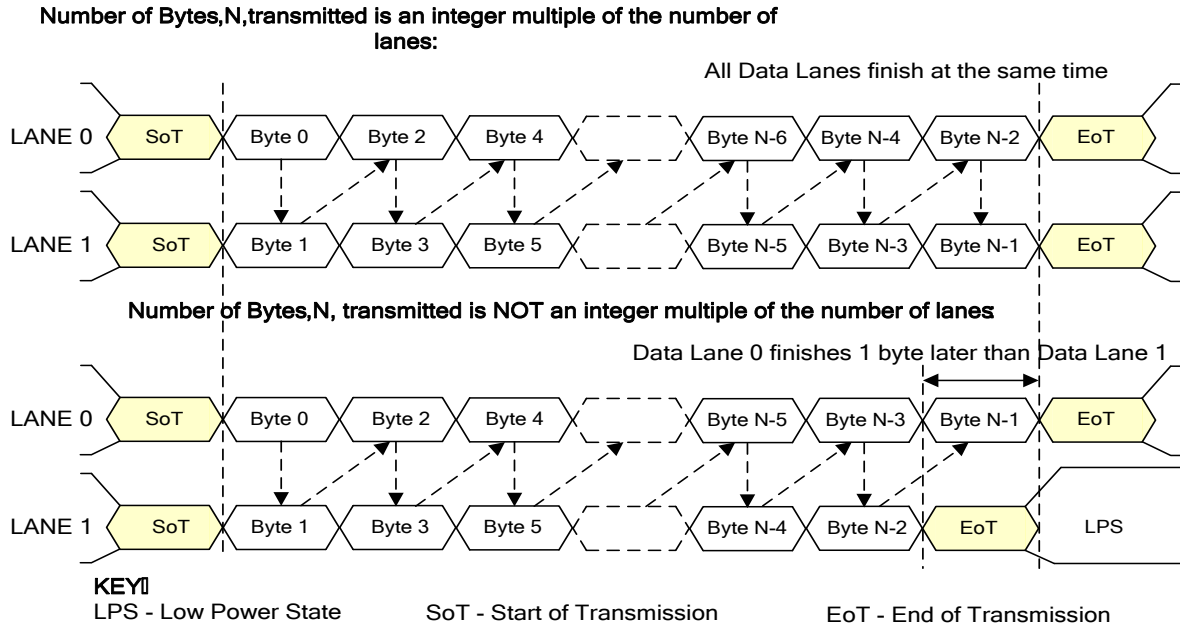 Number of Bytes,N,transmitted is an integer multiple of the number of
lanes:
All Data Lanes finish at the same time
LANE 0 SoT Byte 0 Byte 2 Byte 4 Byte N-6 Byte N-4 Byte N-2 EoT
LANE 1 SoT Byte 1 Byte 3 Byte 5 Byte N-5 Byte N-3 Byte N-1 EoT
Number of Bytes,N, transmitted is NOT an integer multiple of the number of lanes:
Data Lane 0 finishes 1 byte later than Data Lane 1
LANE 0 SoT Byte 0 Byte 2 Byte 4 Byte N-5 Byte N-3 Byte N-1 EoT
LANE 1 SoT Byte 1 Byte 3 Byte 5 Byte N-4 Byte N-2 EoT LPS
KEY▯
LPS - Low Power State SoT - Start of Transmission EoT - End of Transmission